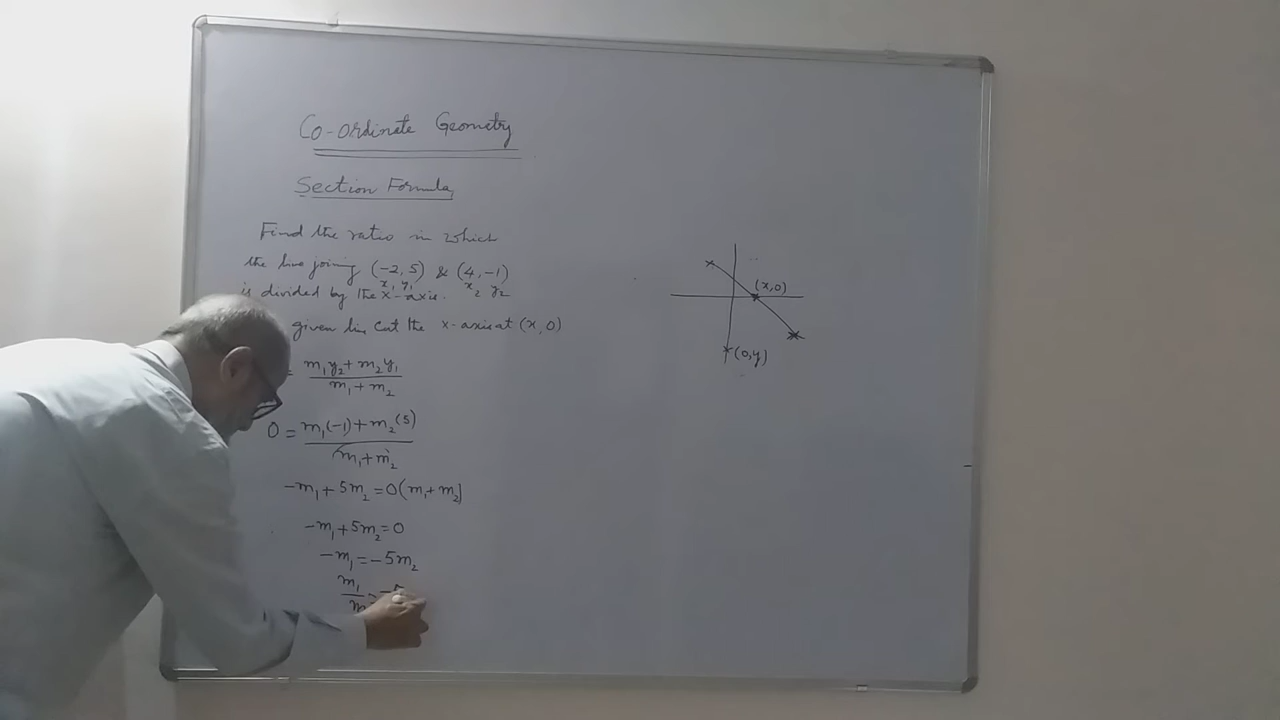 Co-ordinate Geometry
Section Formula
Find the ratio in which
the line joining (-2, 5) & (4, -1)
x₁ y₁ x₂ y₂
is divided by the x-axis.
given line cut the x-axis at (x, 0)
= m₁y₂ + m₂y₁ / m₁ + m₂
0 = m₁(-1) + m₂(5) / m₁ + m₂
-m₁ + 5m₂ = 0(m₁ + m₂)
-m₁ + 5m₂ = 0
-m₁ = -5m₂
m₁ / m = -5
(x,0)
(0,y)